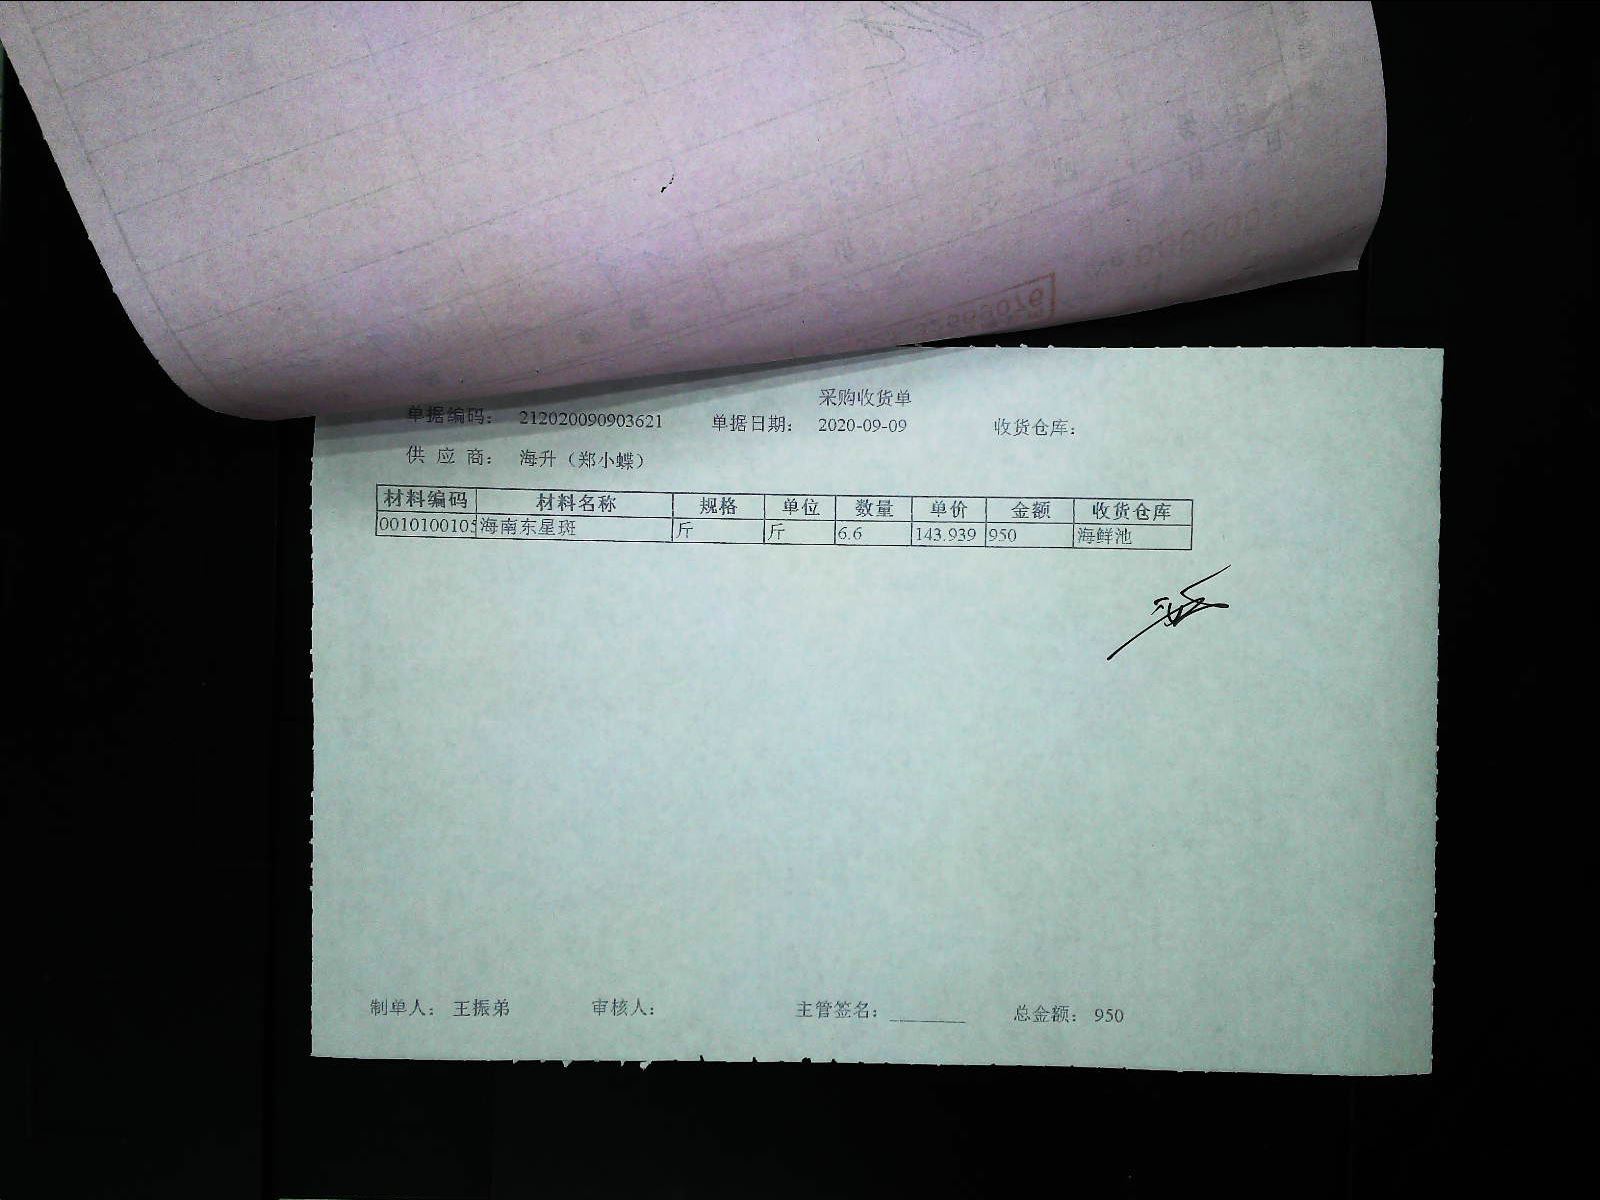 采购收货单
单据编码: 212020090903621 单据日期: 2020-09-09 收货仓库:
供 应 商: 海升（郑小蝶）
材料编码 材料名称 规格 单位 数量 单价 金额 收货仓库
0010100105 海南东星斑 斤 斤 6.6 143.939 950 海鲜池
制单人: 王振弟 审核人: 主管签名: ________ 总金额: 950